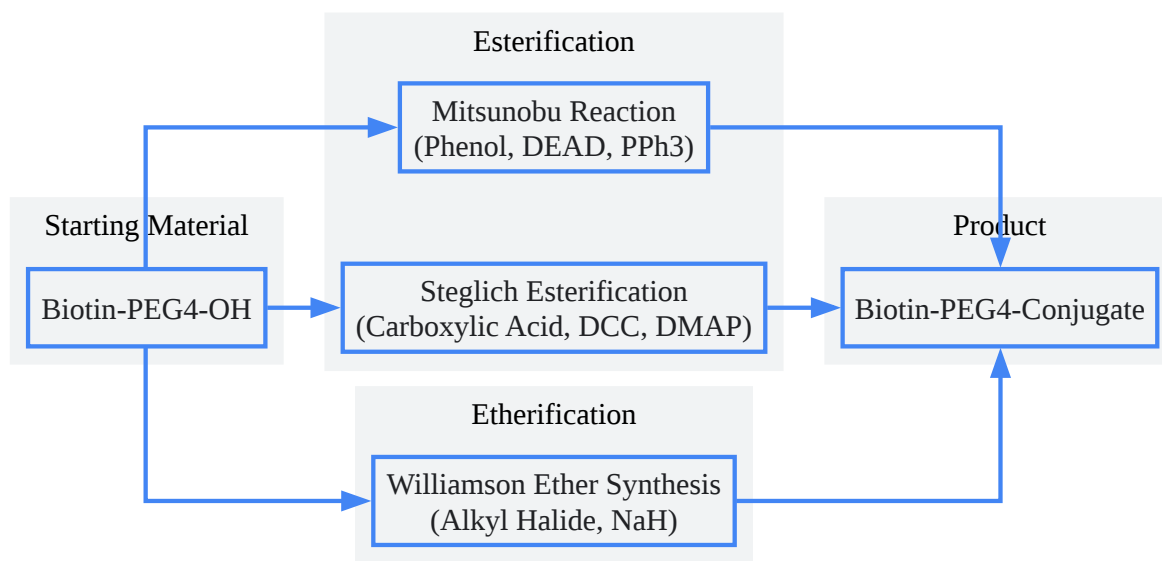 Esterification
Mitsunobu Reaction
(Phenol, DEAD, PPh3)
Starting Material
Product
Biotin-PEG4-OH
Steglich Esterification
(Carboxylic Acid, DCC, DMAP)
Biotin-PEG4-Conjugate
Etherification
Williamson Ether Synthesis
(Alkyl Halide, NaH)